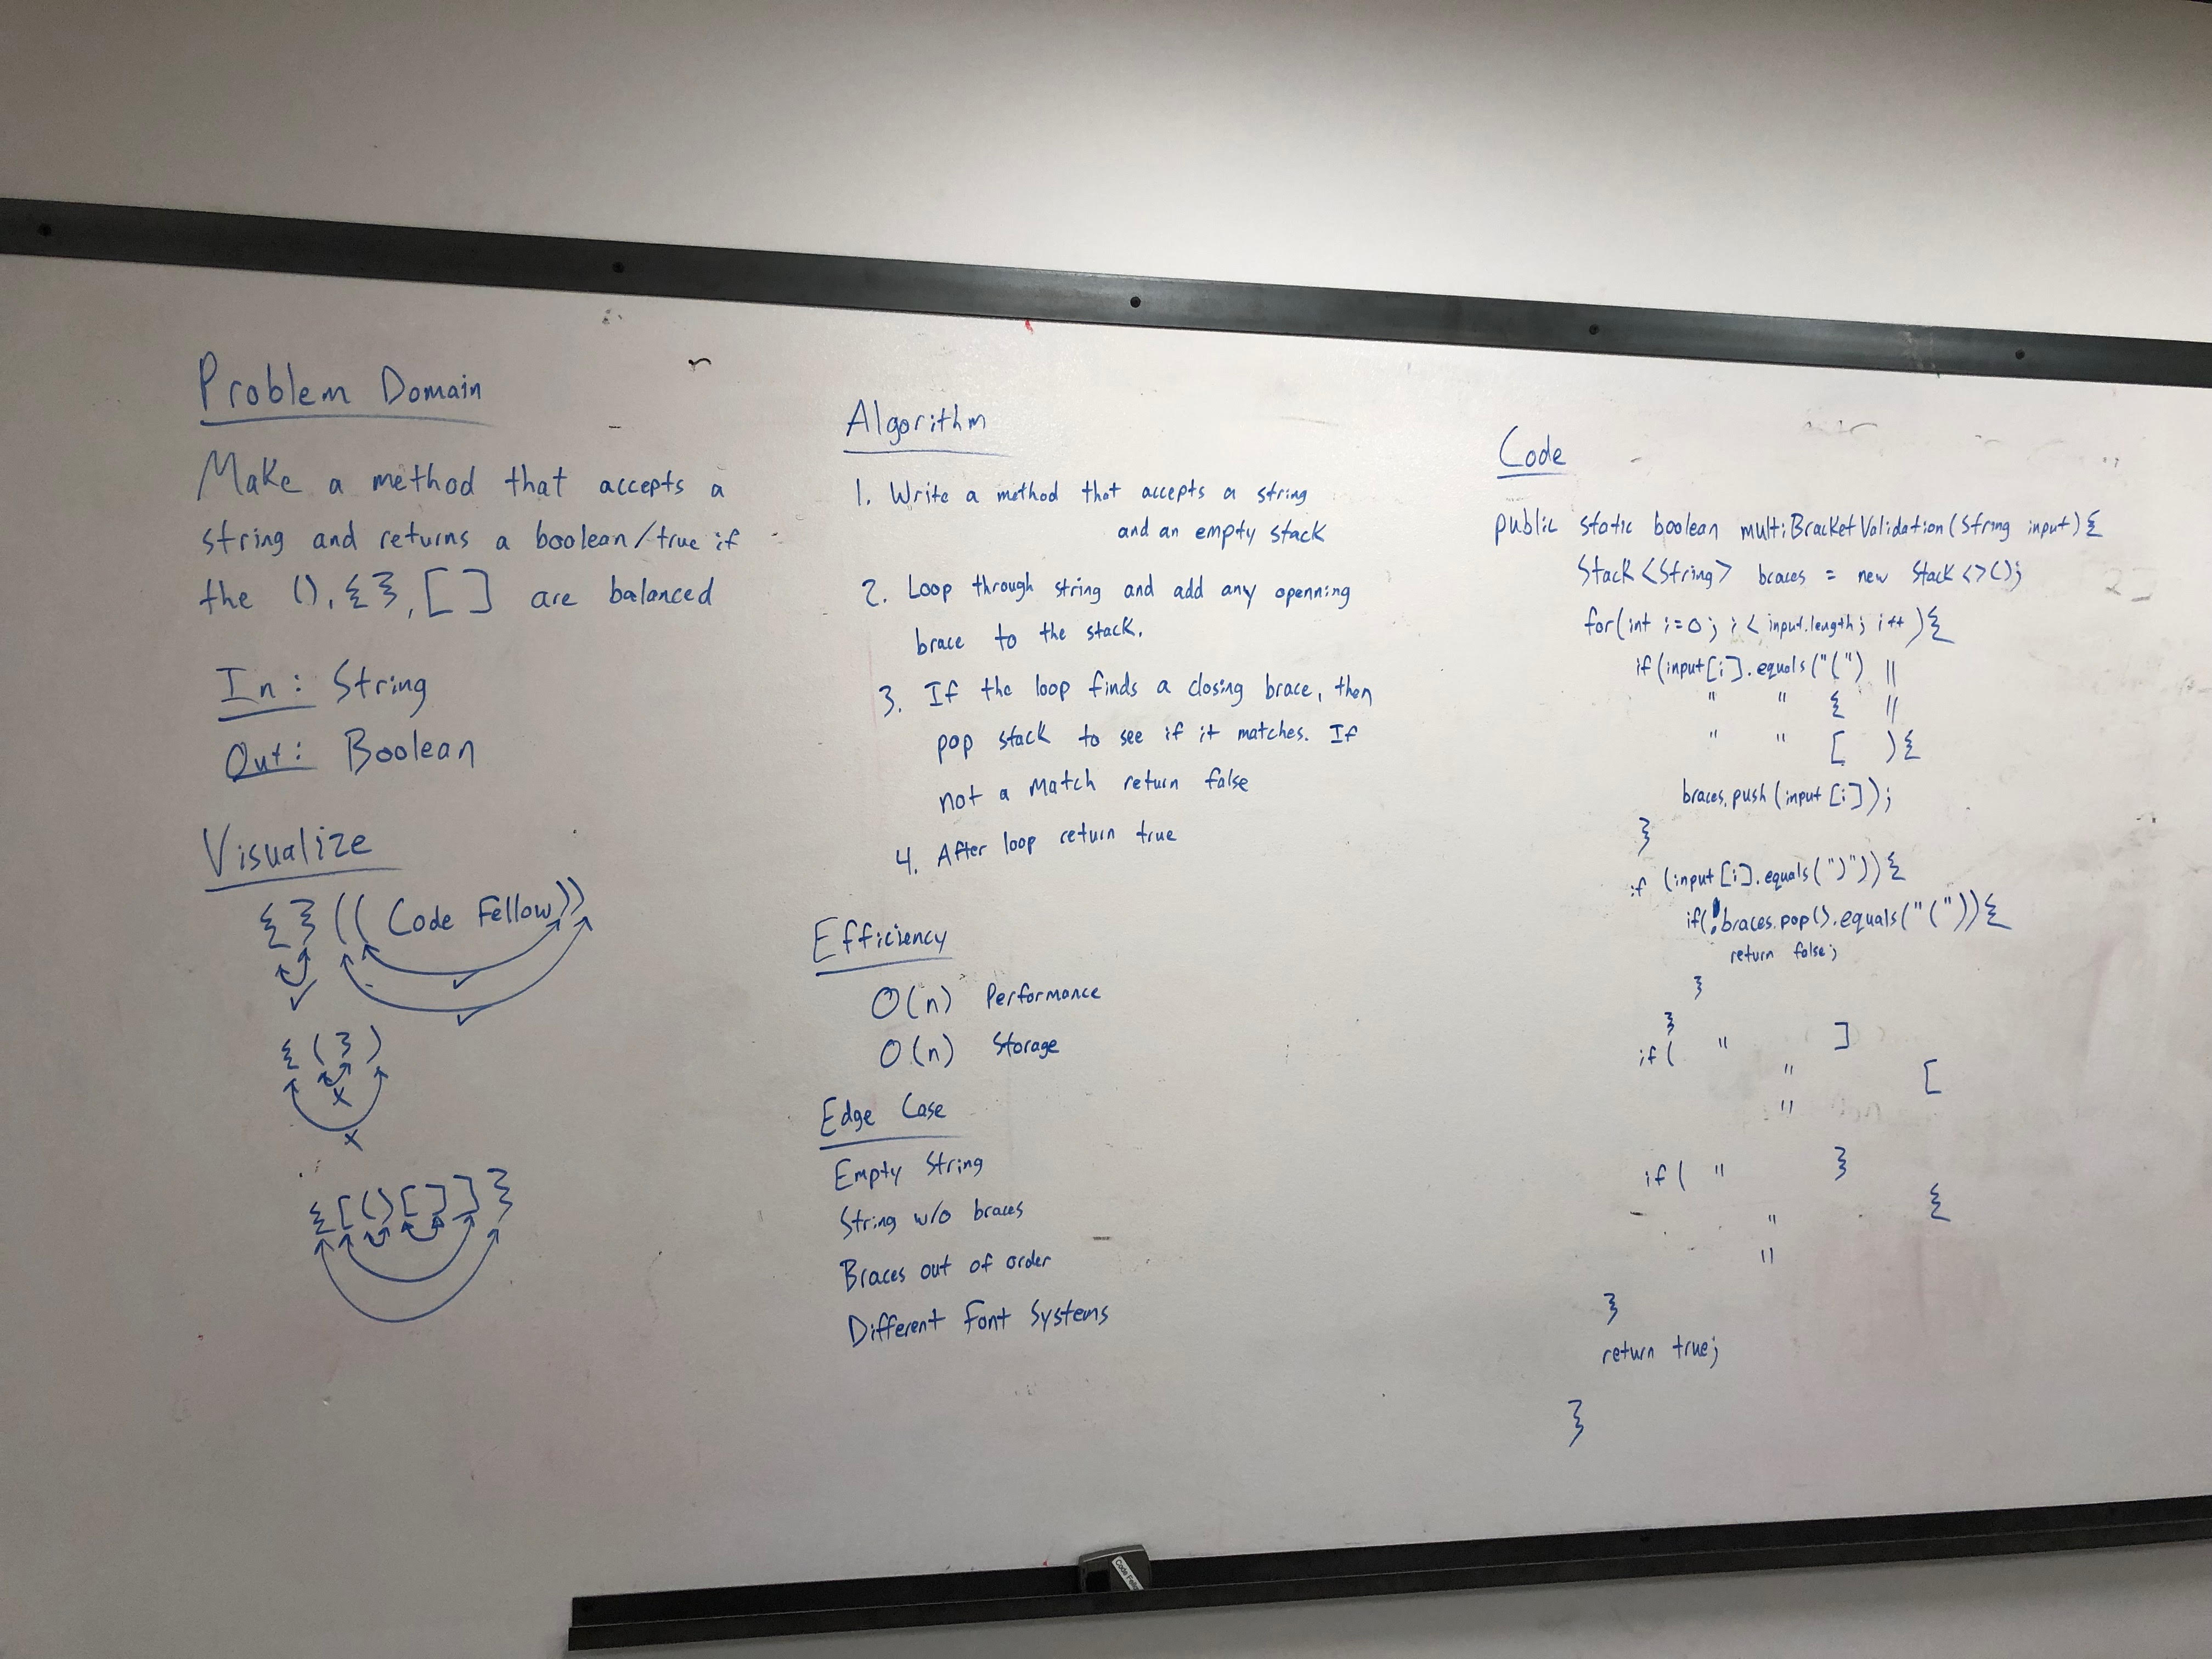 Problem Domain
Make a method that accepts a
string and returns a boolean/true if
the (), {}, [] are balanced
In: String
Out: Boolean
Visualize
{}((Code Fellow))
{(})
x
x
{[()[]]}
Algorithm
1. Write a method that accepts a string
and an empty stack
2. Loop through string and add any openning
brace to the stack.
3. If the loop finds a closing brace, then
pop stack to see if it matches. If
not a match return false
4. After loop return true
Efficiency
O(n) Performance
O(n) Storage
Edge Case
Empty String
String w/o braces
Braces out of order
Different Font Systems
Code
public static boolean multiBracketValidation(String input){
Stack<String> braces = new Stack<>();
for(int i=0; i< input.length; i++){
if(input[i].equals("(") ||
" " { ||
" " [ ){
braces.push(input[i]);
}
if (input[i].equals(")")){
if(!braces.pop().equals("(")){
return false;
}
}
if( " ]
" [
"
if( " }
" {
"
}
return true;
}
Code Fello